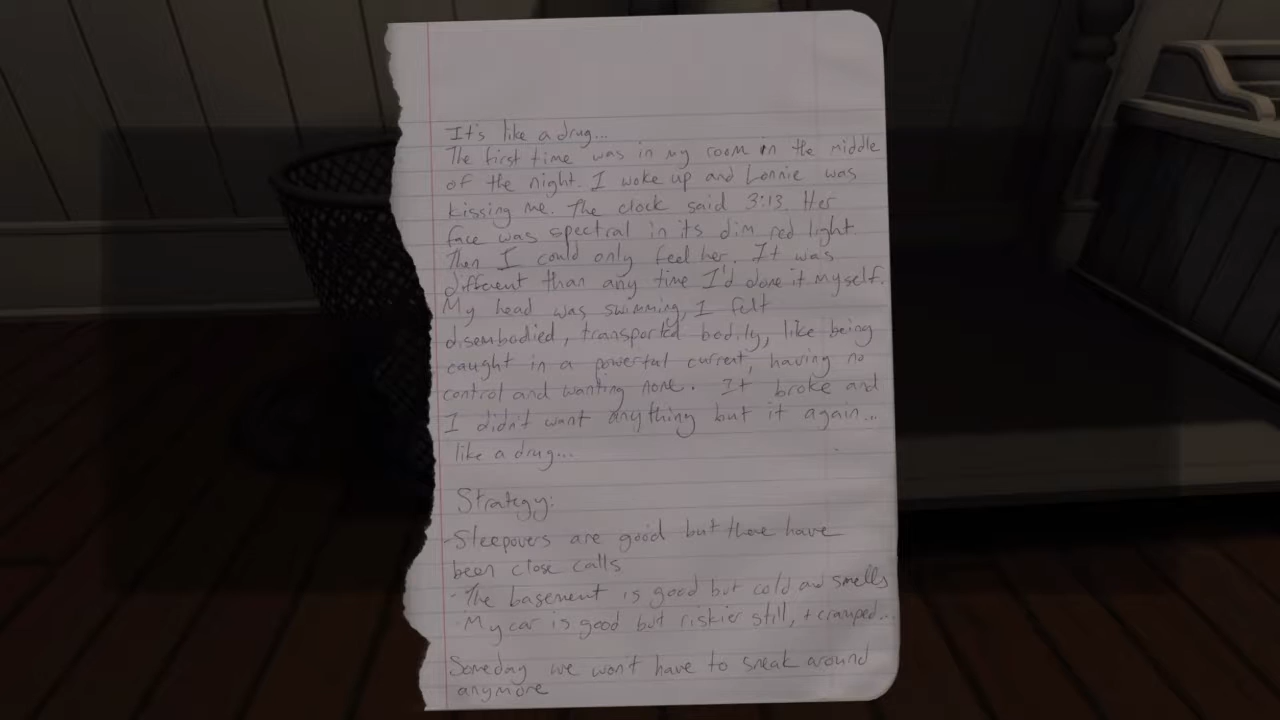 It's like a drug...
The first time was in my room in the middle
of the night. I woke up and Lonnie was
kissing me. The clock said 3:13. Her
face was spectral in its dim red light.
Then I could only feel her. It was
different than any time I'd done it myself.
My head was swimming, I felt
disembodied, transported bodily, like being
caught in a powerful current, having no
control and wanting none. It broke and
I didn't want anything but it again...
like a drug...
Strategy:
-Sleepovers are good but there have
been close calls
-The basement is good but cold and smells
-My car is good but riskier still, + cramped...
Someday we won't have to sneak around
anymore